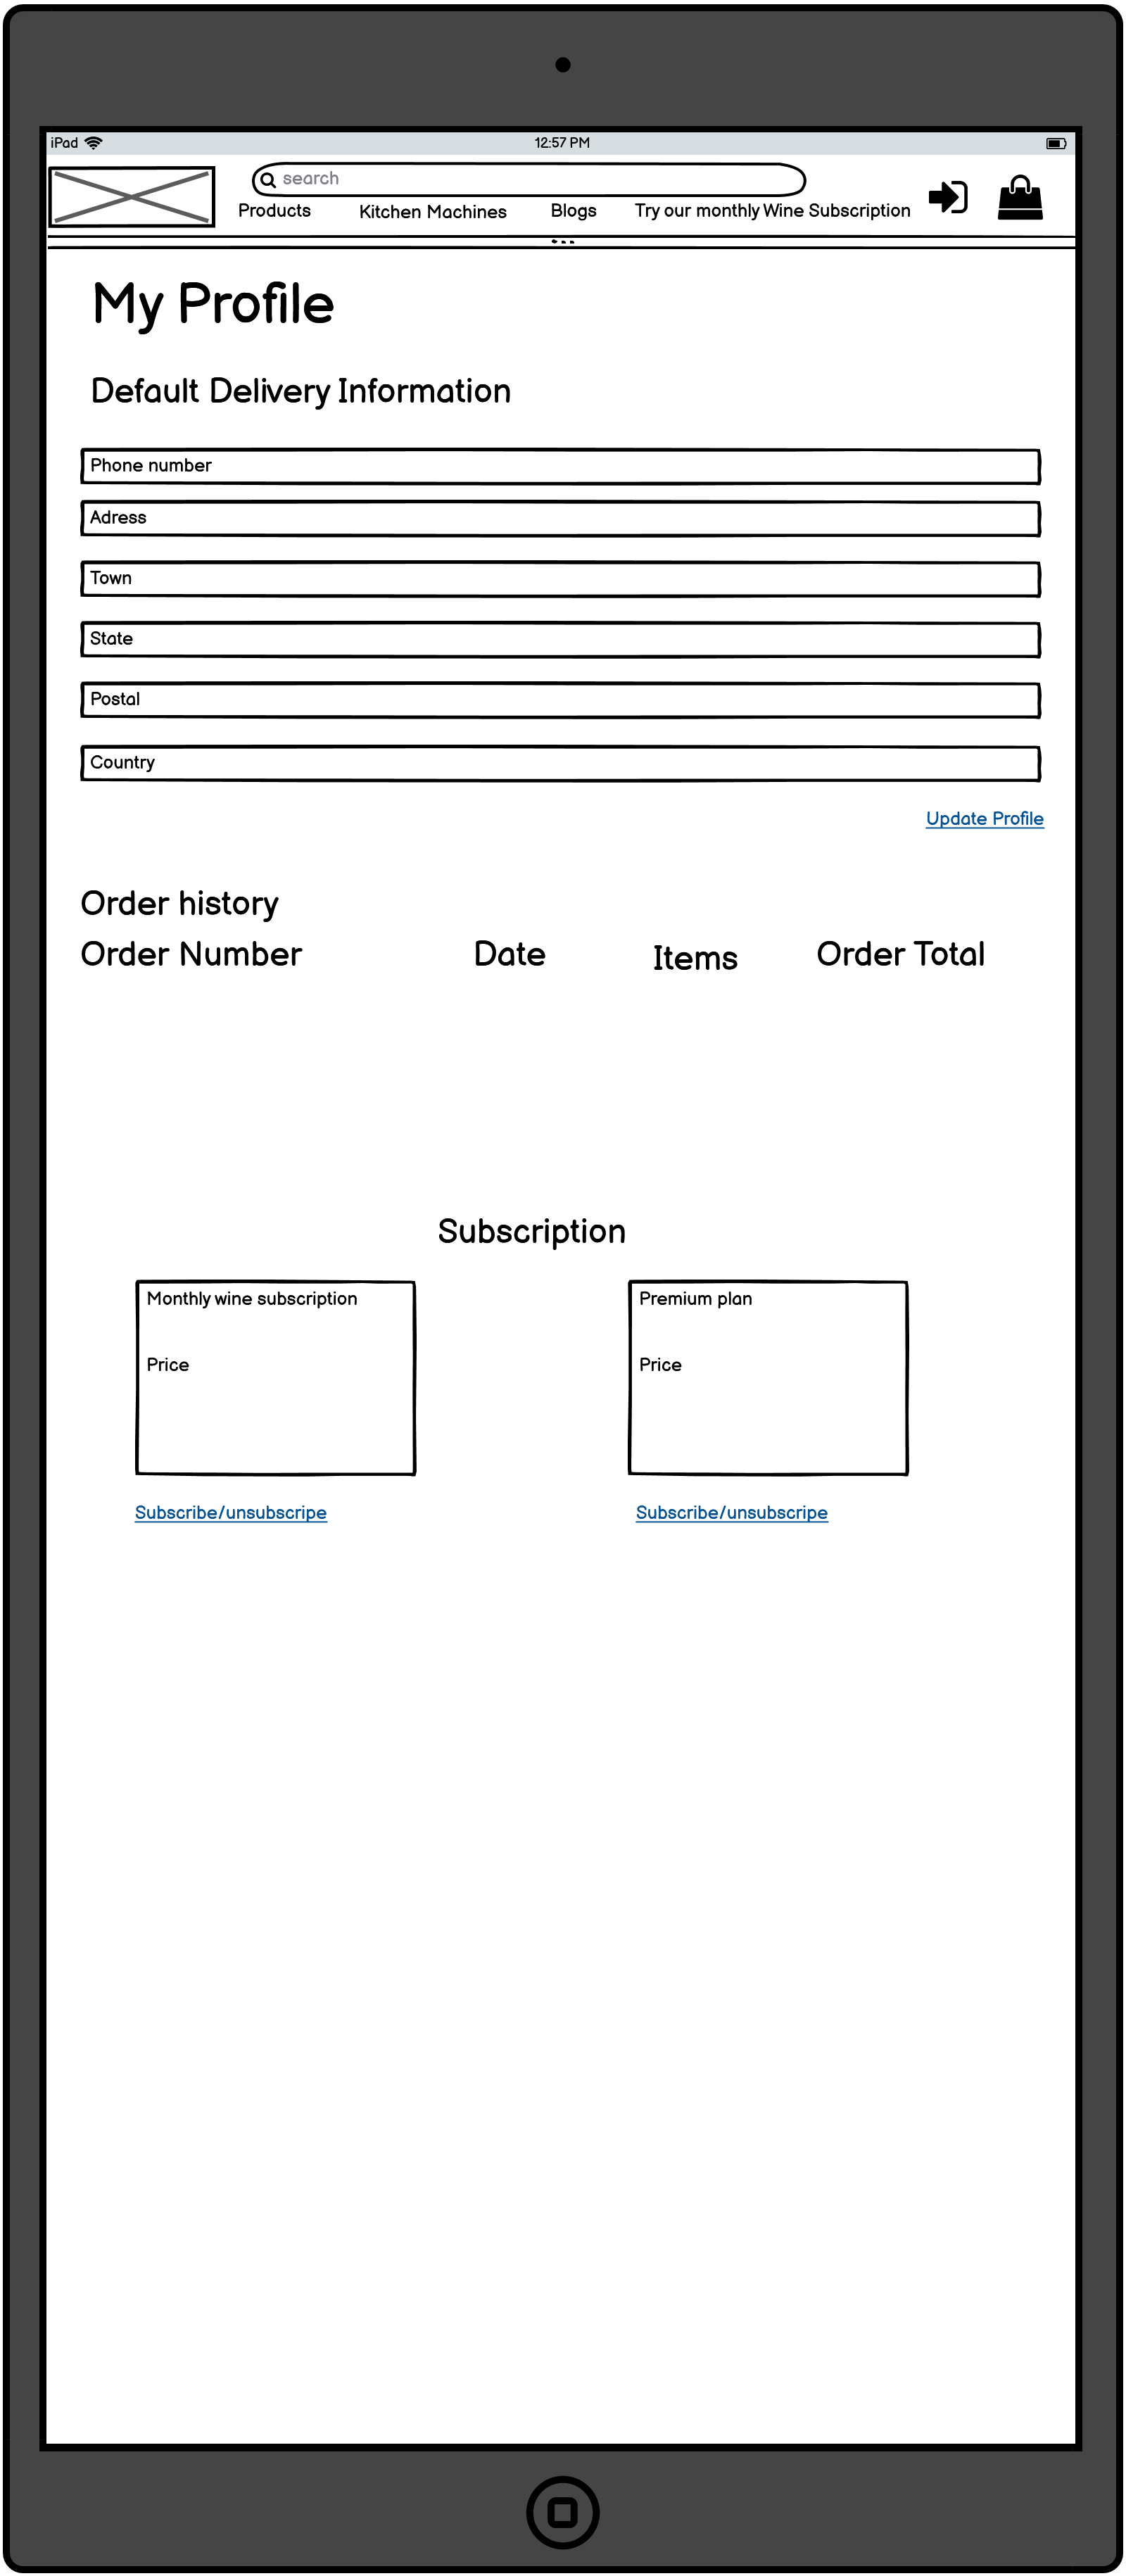 iPad 12:57 PM
search
Products Kitchen Machines Blogs Try our monthly Wine Subscription
My Profile
Default Delivery Information
Phone number
Adress
Town
State
Postal
Country
Update Profile
Order history
Order Number Date Items Order Total
Subscription
Monthly wine subscription Premium plan
Price Price
Subscribe/unsubscripe Subscribe/unsubscripe